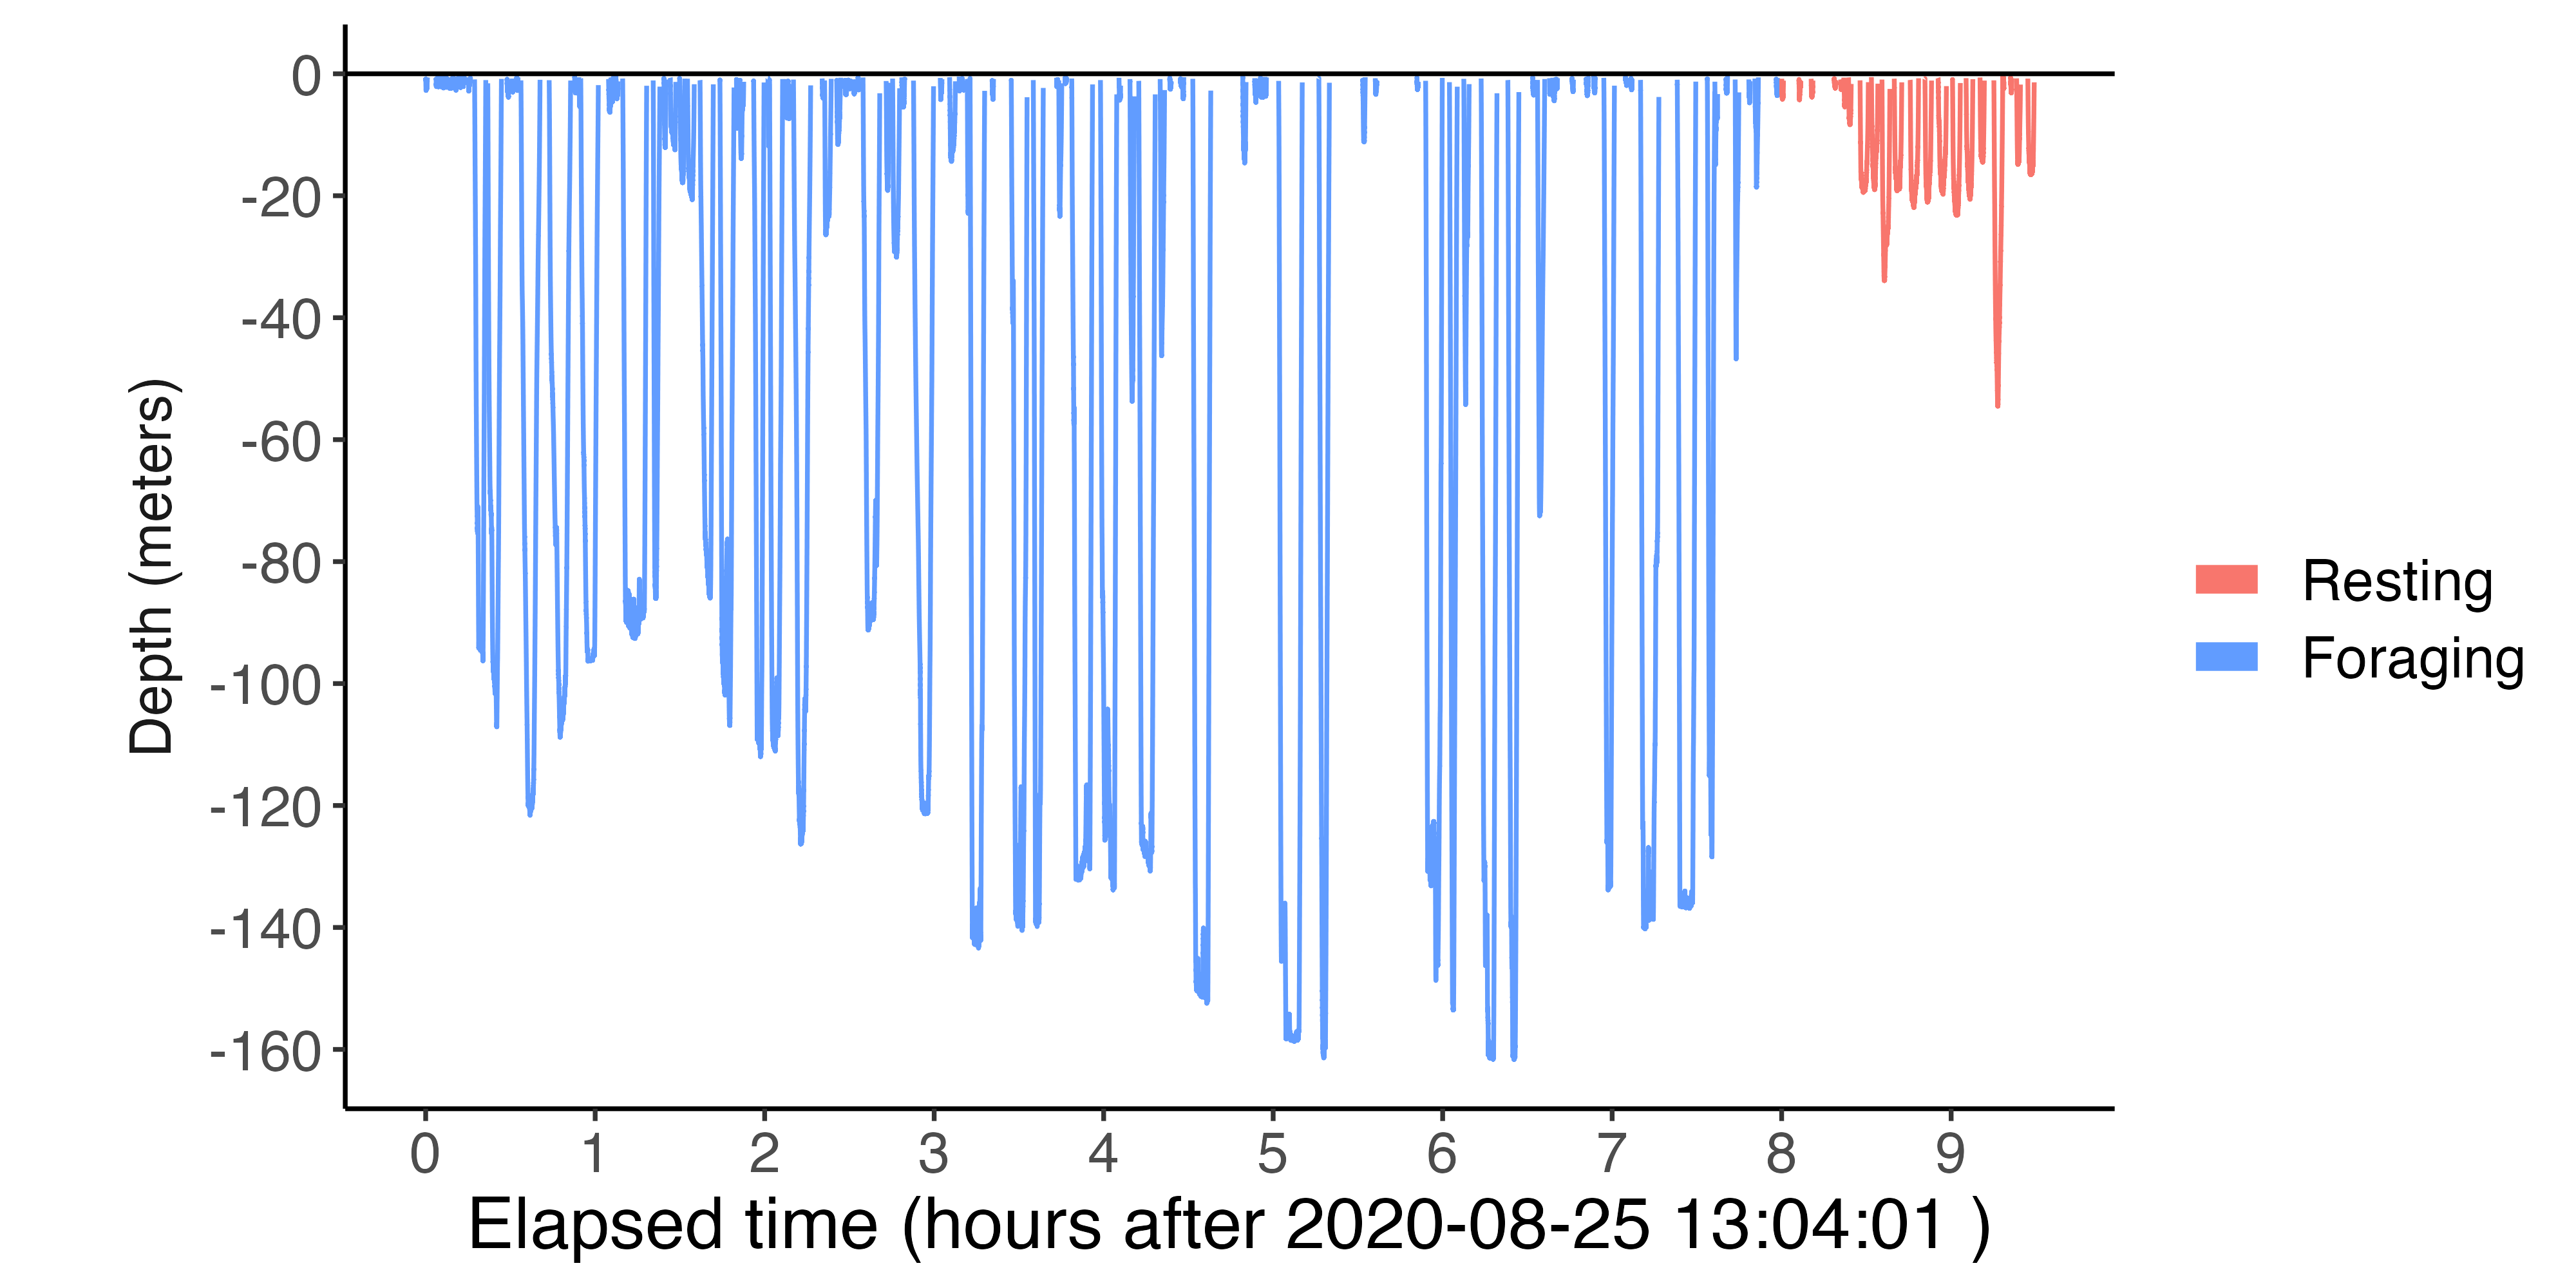 0
-20
-40
-60
-80
-100
-120
-140
-160
Depth (meters)
0 1 2 3 4 5 6 7 8 9
Elapsed time (hours after 2020-08-25 13:04:01 )
Resting
Foraging